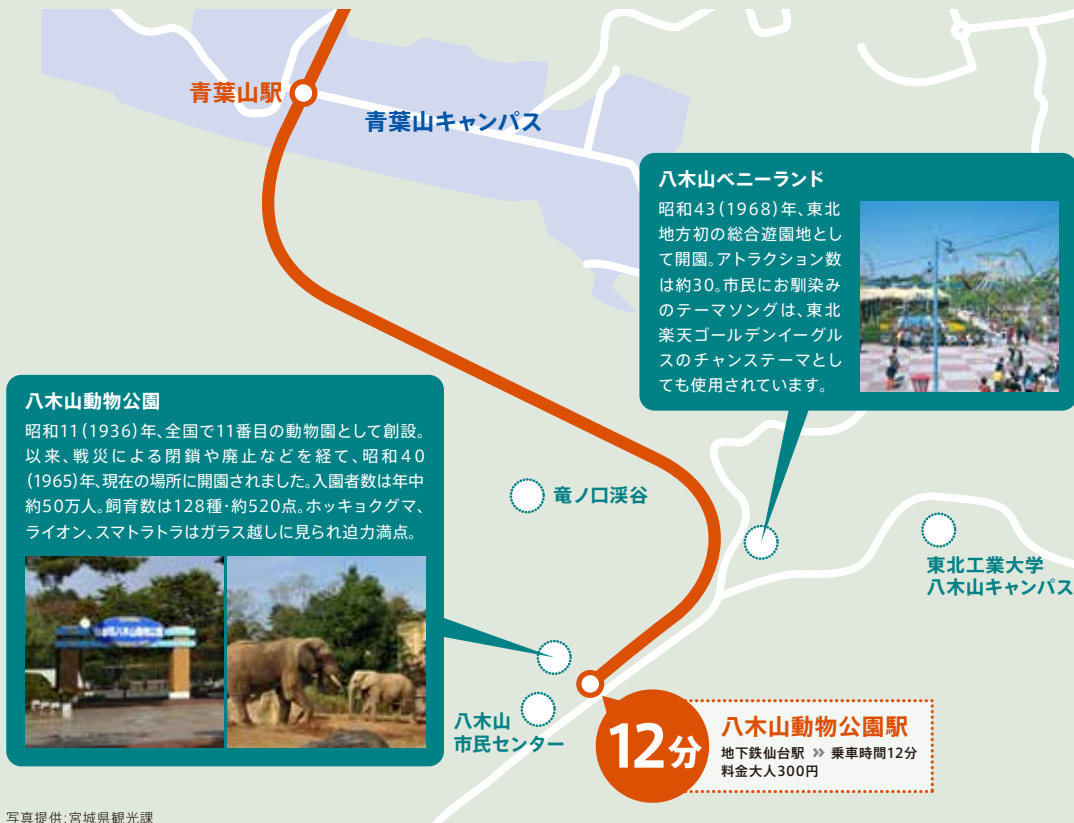 青葉山駅
青葉山キャンパス
八木山ベニーランド
昭和43(1968)年、東北
地方初の総合遊園地とし
て開園。アトラクション数
は約30。市民にお馴染み
のテーマソングは、東北
楽天ゴールデンイーグル
スのチャンステーマとし
ても使用されています。
八木山動物公園
昭和11(1936)年、全国で11番目の動物園として創設。
以来、戦災による閉鎖や廃止などを経て、昭和40
(1965)年、現在の場所に開園されました。入園者数は年中
約50万人。飼育数は128種・約520点。ホッキョクグマ、
ライオン、スマトラトラはガラス越しに見られ迫力満点。
竜ノ口渓谷
東北工業大学
八木山キャンパス
八木山
市民センター
12分
八木山動物公園駅
地下鉄仙台駅 » 乗車時間12分
料金大人300円
写真提供:宮城県観光課